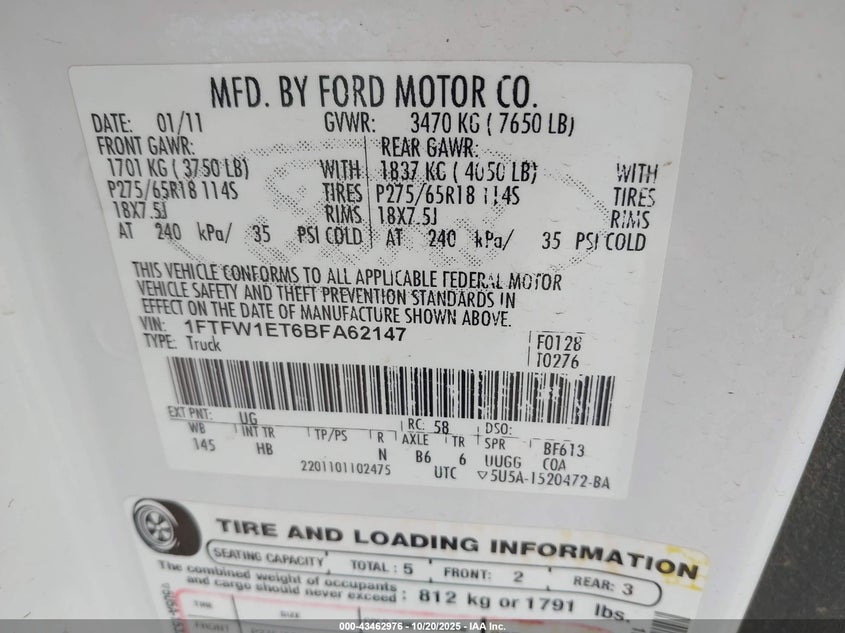 MFD. BY FORD MOTOR CO.
DATE: 01/11 GVWR: 3470 KG ( 7650 LB)
FRONT GAWR: REAR GAWR:
1701 KG ( 3750 LB) WITH 1837 KG ( 4050 LB) WITH
P275/65R18 114S TIRES P275/65R18 114S TIRES
18X7.5J RIMS 18X7.5J RIMS
AT 240 kPa/ 35 PSI COLD AT 240 kPa/ 35 PSI COLD
THIS VEHICLE CONFORMS TO ALL APPLICABLE FEDERAL MOTOR
VEHICLE SAFETY AND THEFT PREVENTION STANDARDS IN
EFFECT ON THE DATE OF MANUFACTURE SHOWN ABOVE.
VIN: 1FTFW1ET6BFA62147 F0128
TYPE: Truck T0276
EXT PNT: UG RC: 58 DSO:
WB INT TR TP/PS R AXLE TR SPR BF613
145 HB N B6 6 UUGG COA
2201101102475 UTC ▽5U5A-1520472-BA
TIRE AND LOADING INFORMATION
SEATING CAPACITY TOTAL: 5 FRONT: 2 REAR: 3
The combined weight of occupants
and cargo should never exceed: 812 kg or 1791 lbs.
TIRE SIZE
FRONT
000-43462976 - 10/20/2025 - IAAI.COM